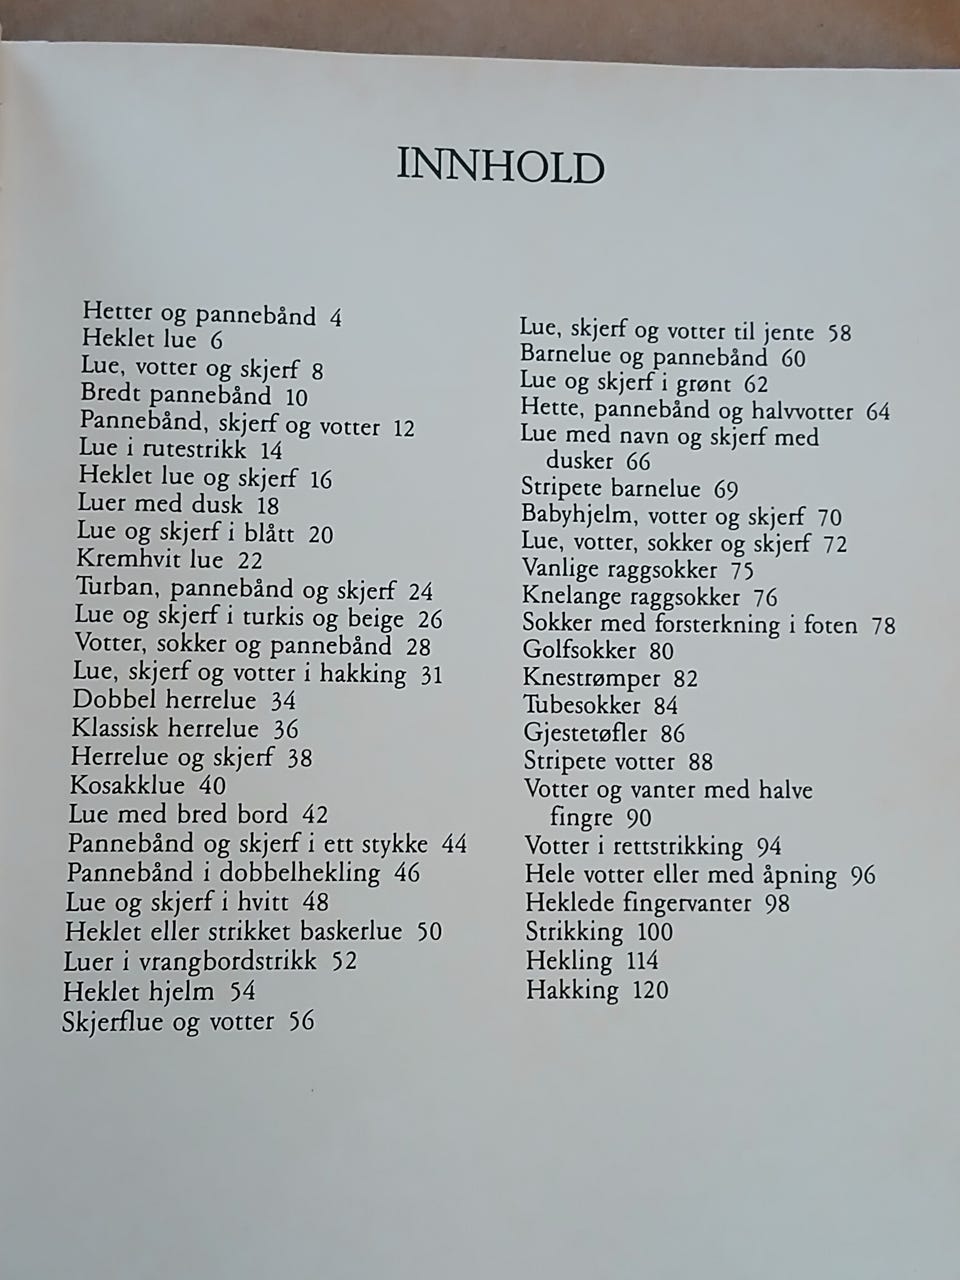 INNHOLD
Hetter og pannebånd 4
Heklet lue 6
Lue, votter og skjerf 8
Bredt pannebånd 10
Pannebånd, skjerf og votter 12
Lue i rutestrikk 14
Heklet lue og skjerf 16
Luer med dusk 18
Lue og skjerf i blått 20
Kremhvit lue 22
Turban, pannebånd og skjerf 24
Lue og skjerf i turkis og beige 26
Votter, sokker og pannebånd 28
Lue, skjerf og votter i hakking 31
Dobbel herrelue 34
Klassisk herrelue 36
Herrelue og skjerf 38
Kosakklue 40
Lue med bred bord 42
Pannebånd og skjerf i ett stykke 44
Pannebånd i dobbelhekling 46
Lue og skjerf i hvitt 48
Heklet eller strikket baskerlue 50
Luer i vrangbordstrikk 52
Heklet hjelm 54
Skjerflue og votter 56
Lue, skjerf og votter til jente 58
Barnelue og pannebånd 60
Lue og skjerf i grønt 62
Hette, pannebånd og halvvotter 64
Lue med navn og skjerf med
dusker 66
Stripete barnelue 69
Babyhjelm, votter og skjerf 70
Lue, votter, sokker og skjerf 72
Vanlige raggsokker 75
Knelange raggsokker 76
Sokker med forsterkning i foten 78
Golfsokker 80
Knestrømper 82
Tubesokker 84
Gjestetøfler 86
Stripete votter 88
Votter og vanter med halve
fingre 90
Votter i rettstrikking 94
Hele votter eller med åpning 96
Heklede fingervanter 98
Strikking 100
Hekling 114
Hakking 120